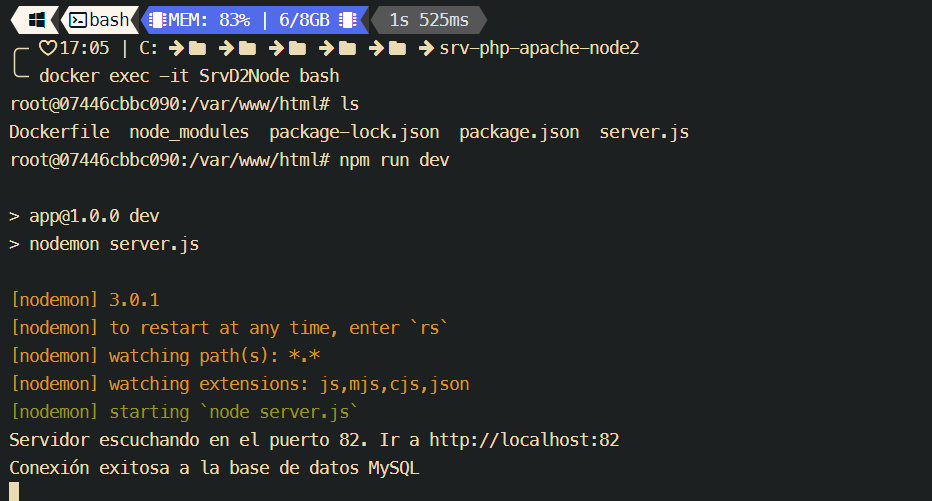 bash MEM: 83% | 6/8GB 1s 525ms
17:05 | C: srv-php-apache-node2
docker exec -it SrvD2Node bash
root@07446cbbc090:/var/www/html# ls
Dockerfile node_modules package-lock.json package.json server.js
root@07446cbbc090:/var/www/html# npm run dev
> app@1.0.0 dev
> nodemon server.js
[nodemon] 3.0.1
[nodemon] to restart at any time, enter `rs`
[nodemon] watching path(s): *.*
[nodemon] watching extensions: js,mjs,cjs,json
[nodemon] starting `node server.js`
Servidor escuchando en el puerto 82. Ir a http://localhost:82
Conexión exitosa a la base de datos MySQL